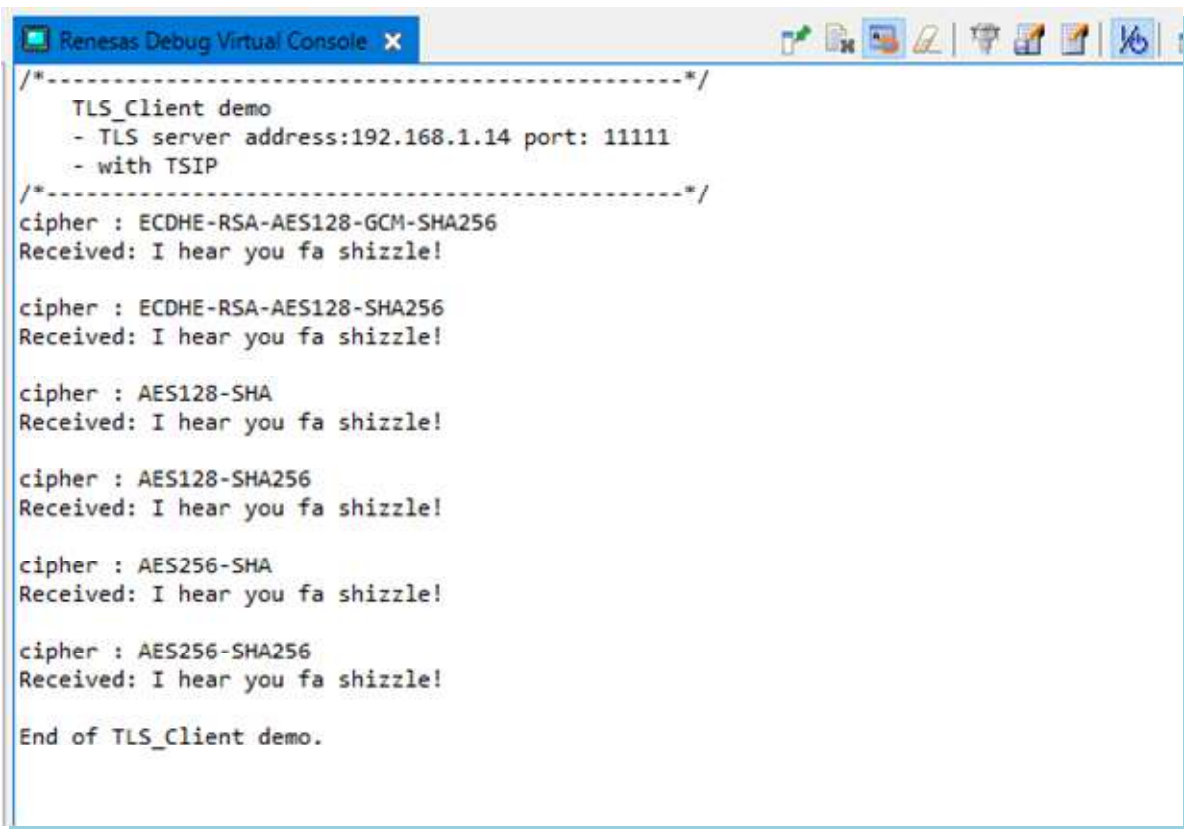 Renesas Debug Virtual Console
/*------------------------------------------------*/
TLS_Client demo
- TLS server address:192.168.1.14 port: 11111
- with TSIP
/*------------------------------------------------*/
cipher : ECDHE-RSA-AES128-GCM-SHA256
Received: I hear you fa shizzle!
cipher : ECDHE-RSA-AES128-SHA256
Received: I hear you fa shizzle!
cipher : AES128-SHA
Received: I hear you fa shizzle!
cipher : AES128-SHA256
Received: I hear you fa shizzle!
cipher : AES256-SHA
Received: I hear you fa shizzle!
cipher : AES256-SHA256
Received: I hear you fa shizzle!
End of TLS_Client demo.